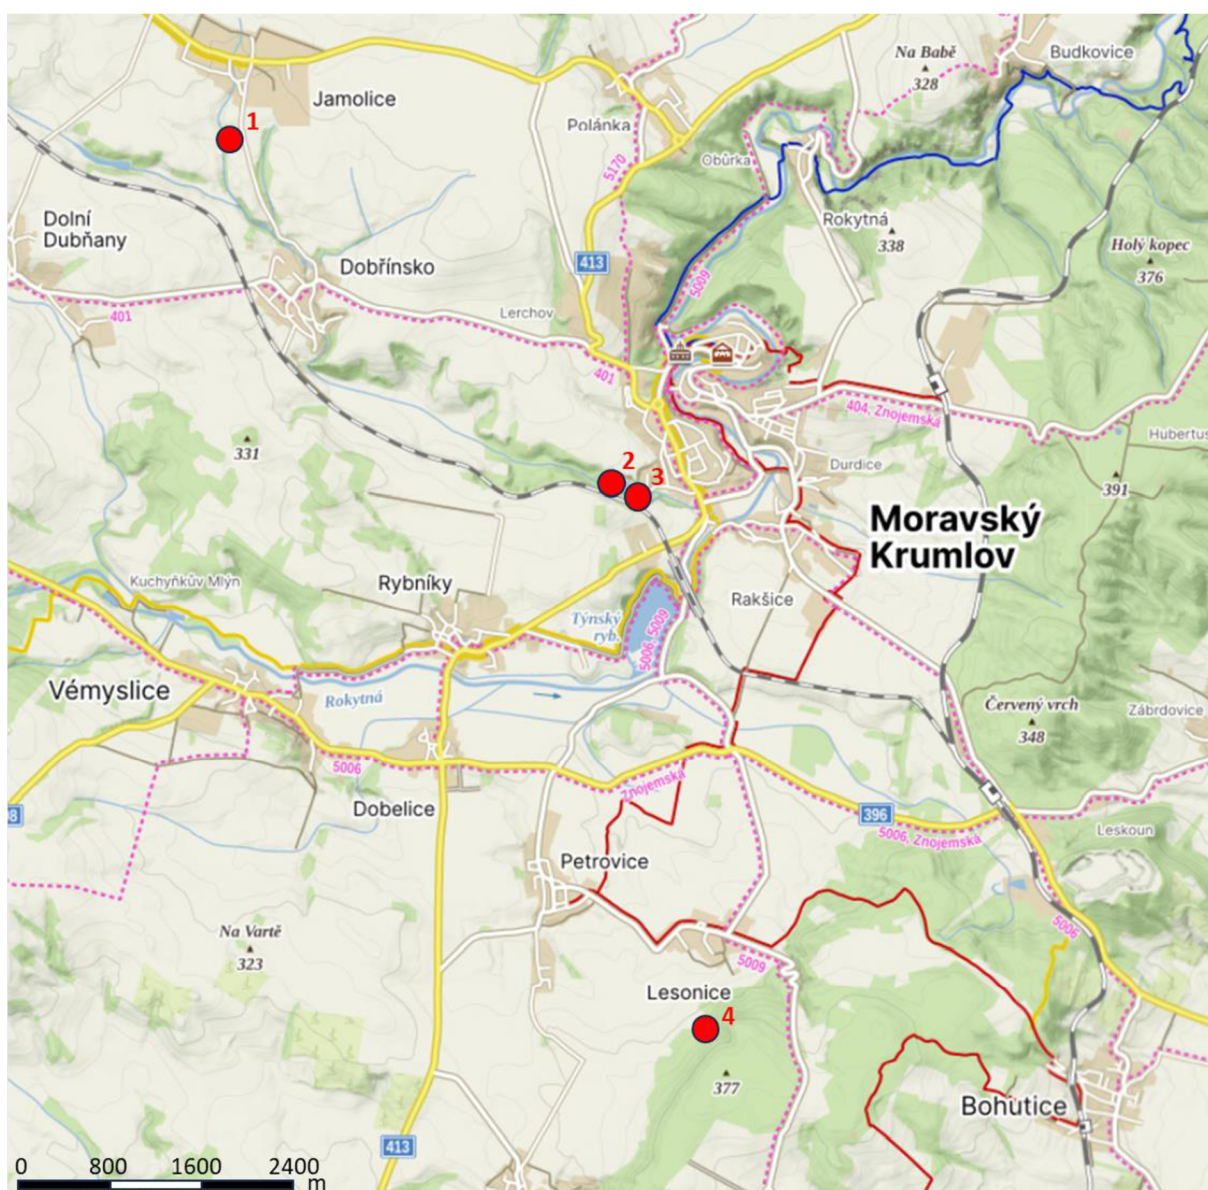 Na Babě
328
Budkovice
Jamolice
1
Polánka
5170
Obůrka
Dolní
Dubňany
Rokytná
338
Holý kopec
376
413
Dobřínsko
5009
401
Lerchov
401
404, Znojemská
Hubertus
331
2
3
Durdice
391
Moravský
Krumlov
Kuchyňkův Mlýn
Rybníky
Rakšice
Týnský
ryb.
5006, 5009
Vémyslice
Rokytná
Červený vrch
348
Zábrdovice
5006
Znojemská
8
Dobelice
396
5006, Znojemská
Leskoun
Petrovice
5006
Na Vartě
323
5009
Lesonice
4
377
Bohutice
413
0 800 1600 2400
m